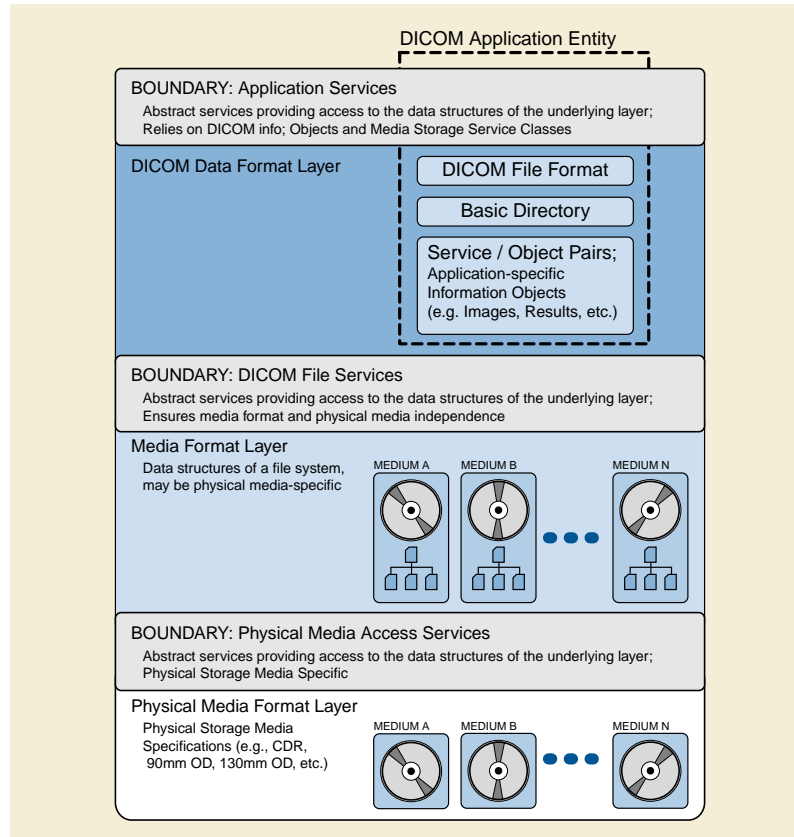 DICOM Application Entity
BOUNDARY: Application Services
Abstract services providing access to the data structures of the underlying layer;
Relies on DICOM info; Objects and Media Storage Service Classes
DICOM Data Format Layer
DICOM File Format
Basic Directory
Service / Object Pairs;
Application-specific
Information Objects
(e.g. Images, Results, etc.)
BOUNDARY: DICOM File Services
Abstract services providing access to the data structures of the underlying layer;
Ensures media format and physical media independence
Media Format Layer
Data structures of a file system,
may be physical media-specific
MEDIUM A
MEDIUM B
MEDIUM N
BOUNDARY: Physical Media Access Services
Abstract services providing access to the data structures of the underlying layer;
Physical Storage Media Specific
Physical Media Format Layer
Physical Storage Media
Specifications (e.g., CDR,
90mm OD, 130mm OD, etc.)
MEDIUM A
MEDIUM B
MEDIUM N